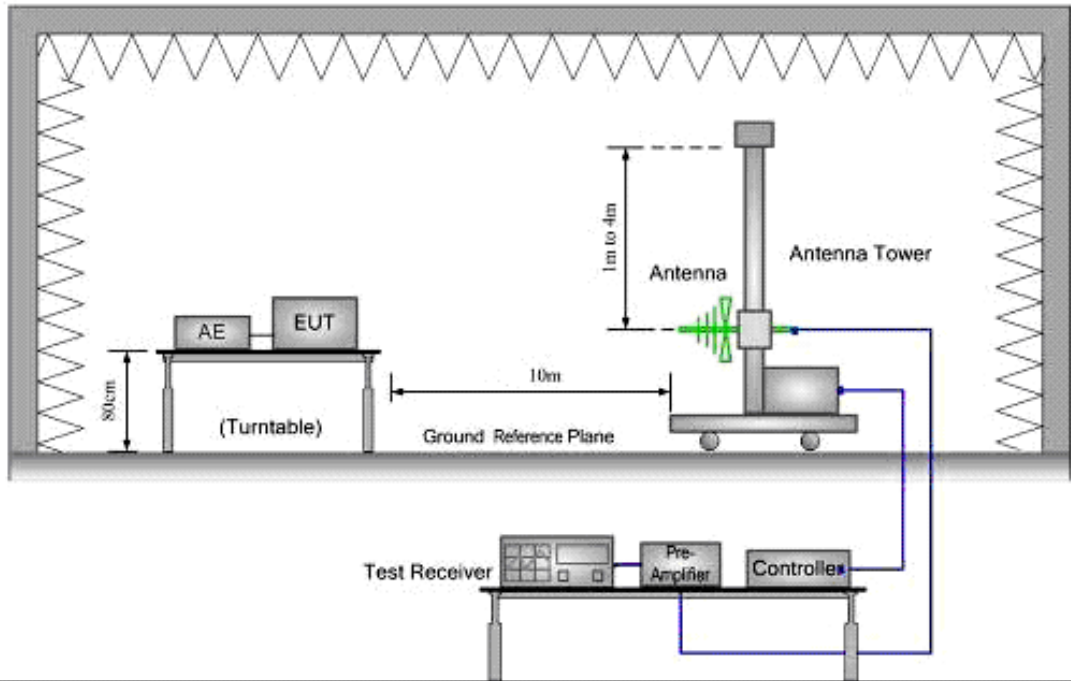 1m to 4m
Antenna Tower
Antenna
AE
EUT
10m
80cm
(Turntable)
Ground Reference Plane
Test Receiver
Pre-
Amplifier
Controller